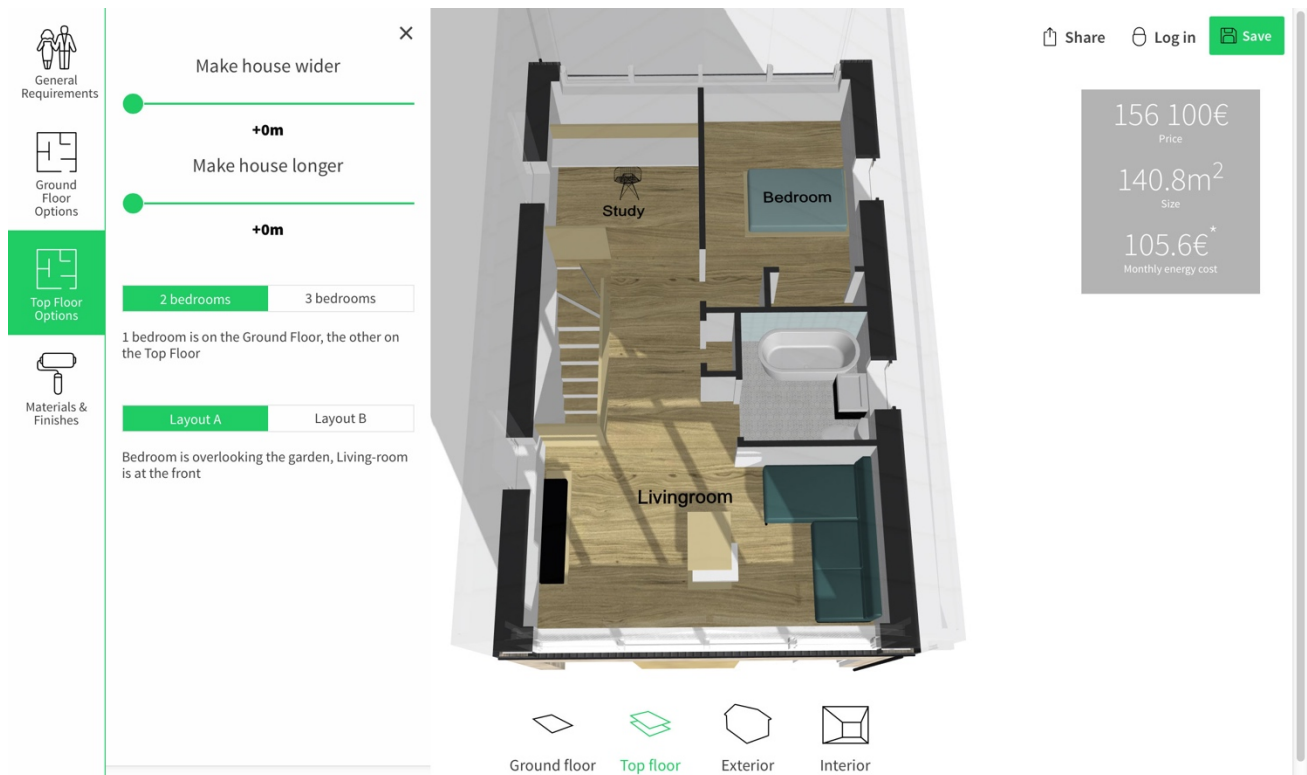 General
Requirements
Ground
Floor
Options
Top Floor
Options
Materials &
Finishes
Make house wider
+0m
Make house longer
+0m
2 bedrooms
3 bedrooms
1 bedroom is on the Ground Floor, the other on
the Top Floor
Layout A
Layout B
Bedroom is overlooking the garden, Living-room
is at the front
Study
Bedroom
Livingroom
Ground floor
Top floor
Exterior
Interior
Share
Log in
Save
156 100€
Price
140.8m²
Size
105.6€*
Monthly energy cost